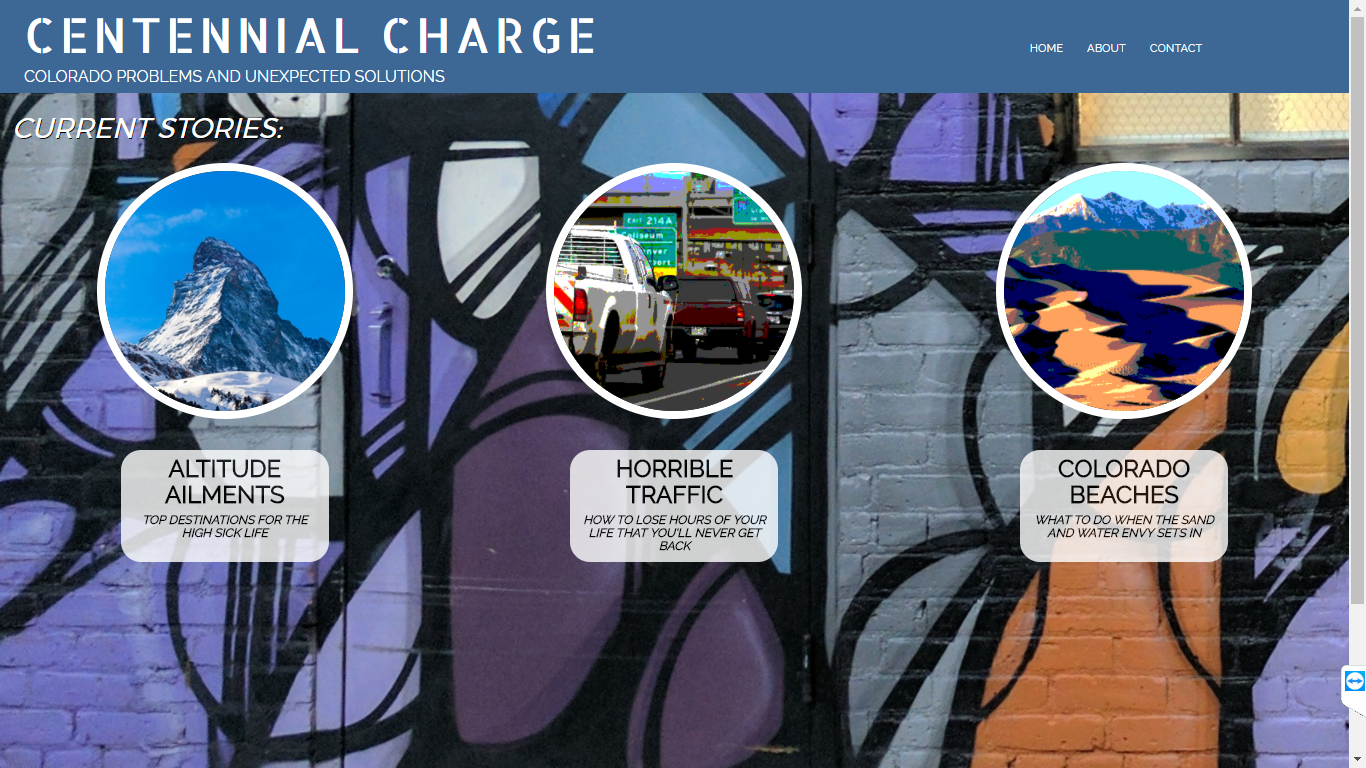 CENTENNIAL CHARGE
COLORADO PROBLEMS AND UNEXPECTED SOLUTIONS
HOME ABOUT CONTACT
CURRENT STORIES:
EXIT 214A
Coliseum
ALTITUDE
AILMENTS
TOP DESTINATIONS FOR THE
HIGH SICK LIFE
HORRIBLE
TRAFFIC
HOW TO LOSE HOURS OF YOUR
LIFE THAT YOU'LL NEVER GET
BACK
COLORADO
BEACHES
WHAT TO DO WHEN THE SAND
AND WATER ENVY SETS IN